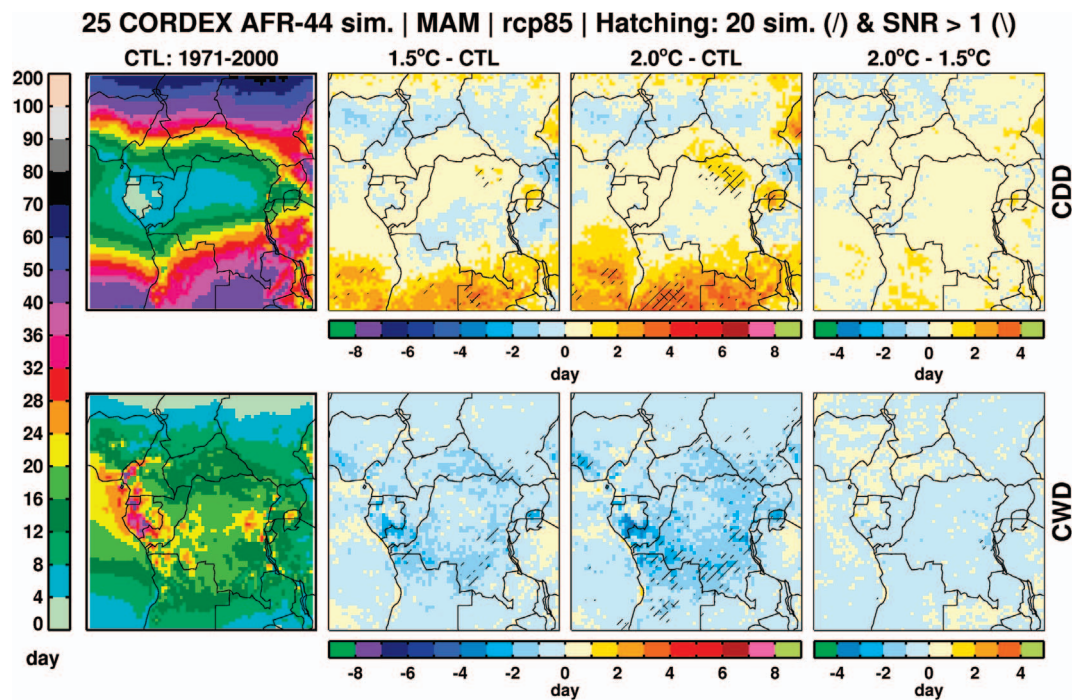 25 CORDEX AFR-44 sim. | MAM | rcp85 | Hatching: 20 sim. (/) & SNR > 1 (\)
CTL: 1971-2000
1.5°C - CTL
2.0°C - CTL
2.0°C - 1.5°C
200
100
90
80
70
60
50
40
36
32
28
24
20
16
12
8
4
0
day
CDD
-8 -6 -4 -2 0 2 4 6 8
day
-4 -2 0 2 4
day
CWD
-8 -6 -4 -2 0 2 4 6 8
day
-4 -2 0 2 4
day